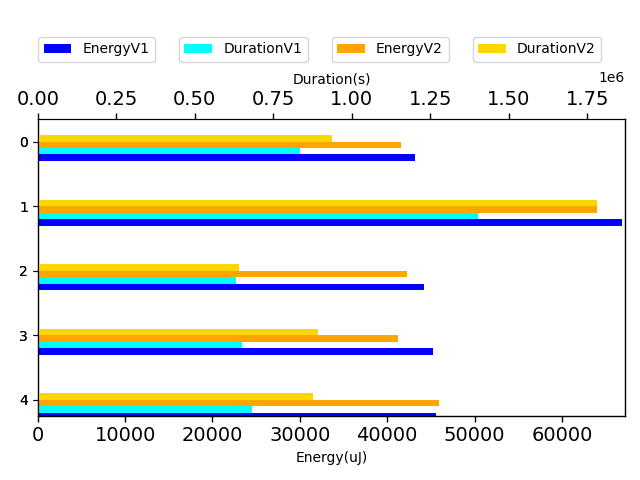 EnergyV1 DurationV1 EnergyV2 DurationV2
Duration(s)
1e6
0.00 0.25 0.50 0.75 1.00 1.25 1.50 1.75
0
1
2
3
4
0 10000 20000 30000 40000 50000 60000
Energy(uJ)